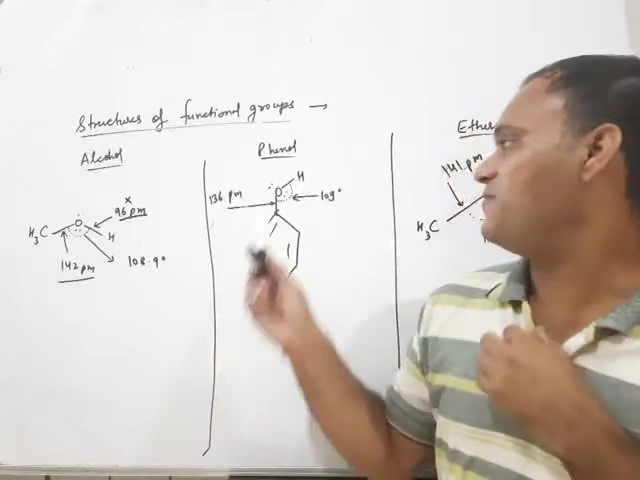 Structures of functional groups →
Alcohol
Phenol
Ether
H₃C
O
H
x
96 pm
142 pm
108.9°
136 pm
O
H
109°
141 pm
H₃C